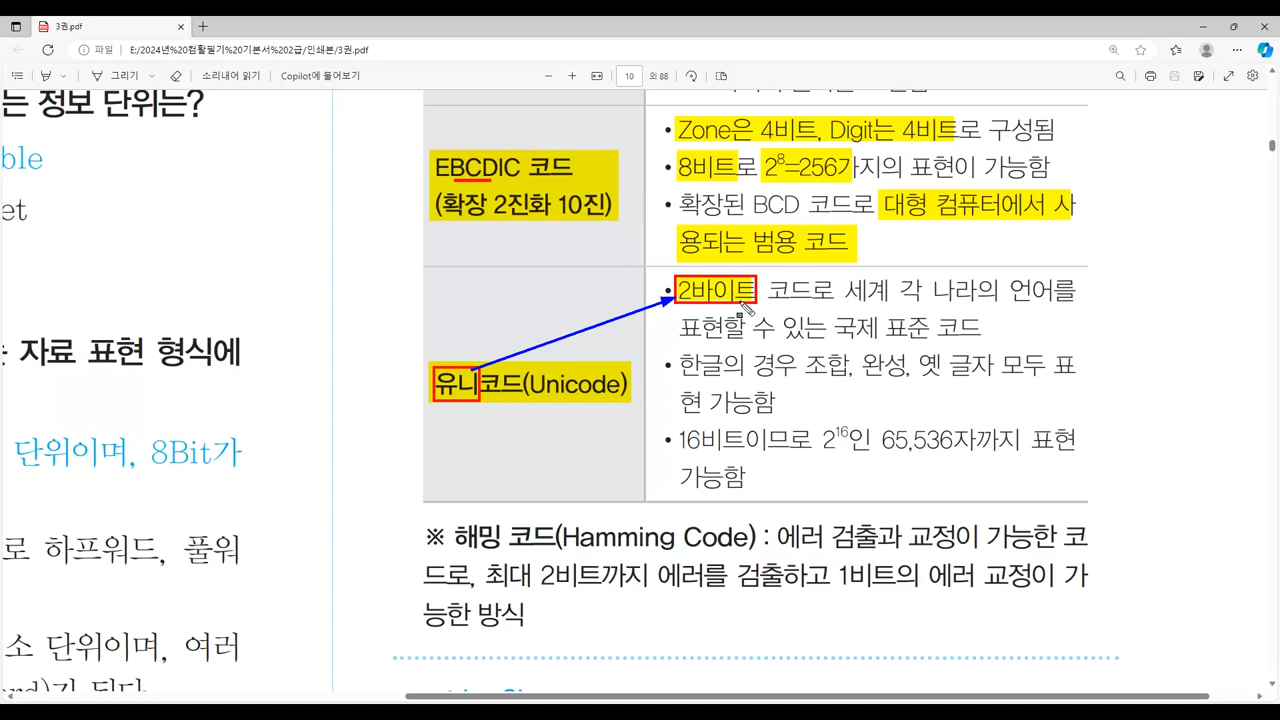 3권.pdf
파일
E:/2024년%20컴활필기%20기본서%202급/인쇄본/3권.pdf
그리기
소리내어 읽기
Copilot에 물어보기
10
의 88
는 정보 단위는?
ble
et
자료 표현 형식에
단위이며, 8Bit가
로 하프워드, 풀워
소 단위이며, 여러
EBCDIC 코드
(확장 2진화 10진)
• Zone은 4비트, Digit는 4비트로 구성됨
• 8비트로 2⁸=256가지의 표현이 가능함
• 확장된 BCD 코드로 대형 컴퓨터에서 사
용되는 범용 코드
유니코드(Unicode)
• 2바이트 코드로 세계 각 나라의 언어를
표현할 수 있는 국제 표준 코드
• 한글의 경우 조합, 완성, 옛 글자 모두 표
현 가능함
• 16비트이므로 2¹⁶인 65,536자까지 표현
가능함
※ 해밍 코드(Hamming Code) : 에러 검출과 교정이 가능한 코
드로, 최대 2비트까지 에러를 검출하고 1비트의 에러 교정이 가
능한 방식